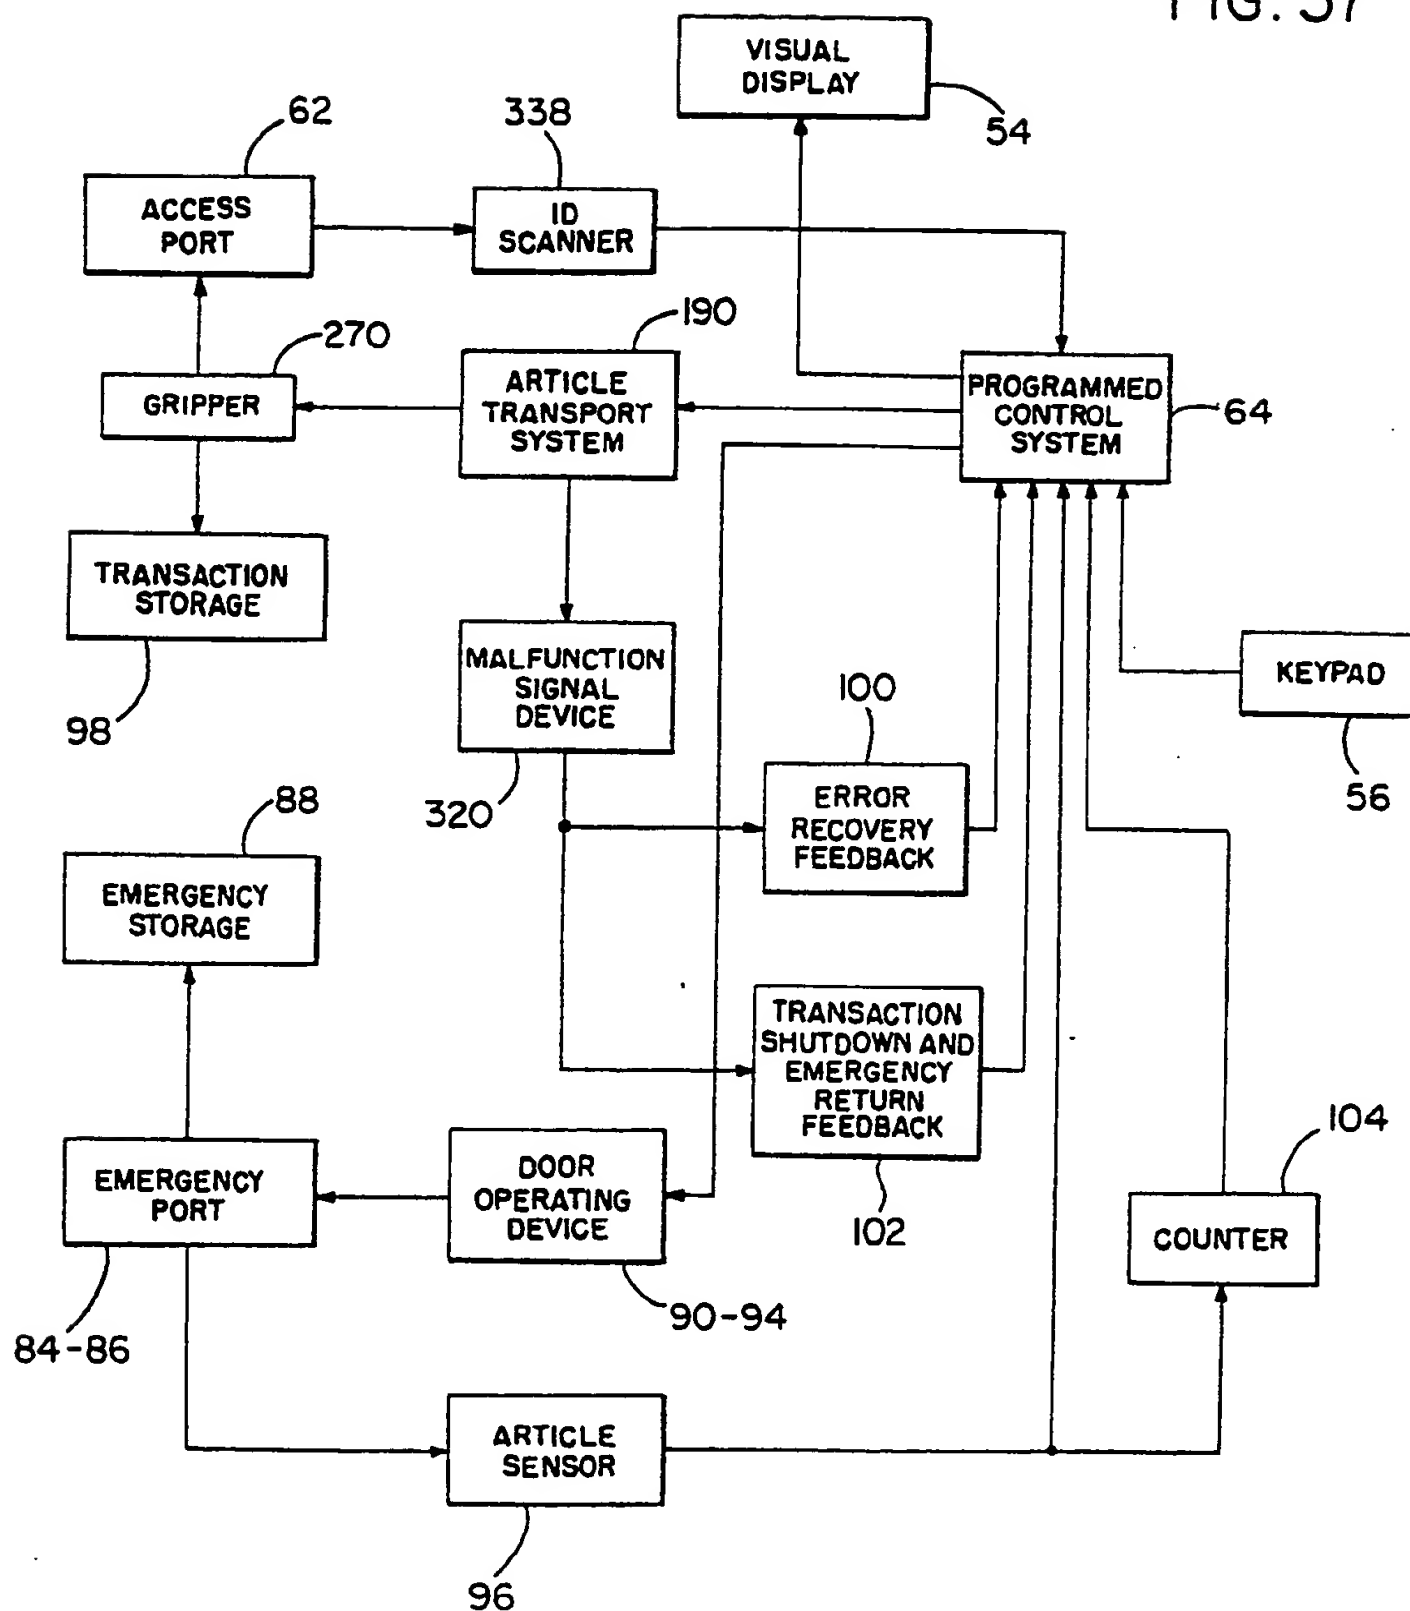 FIG. 37
VISUAL
DISPLAY
54
62
338
ACCESS
PORT
ID
SCANNER
270
190
GRIPPER
ARTICLE
TRANSPORT
SYSTEM
PROGRAMMED
CONTROL
SYSTEM
64
TRANSACTION
STORAGE
98
MALFUNCTION
SIGNAL
DEVICE
320
100
ERROR
RECOVERY
FEEDBACK
KEYPAD
56
88
EMERGENCY
STORAGE
TRANSACTION
SHUTDOWN AND
EMERGENCY
RETURN
FEEDBACK
102
EMERGENCY
PORT
84-86
DOOR
OPERATING
DEVICE
90-94
104
COUNTER
ARTICLE
SENSOR
96